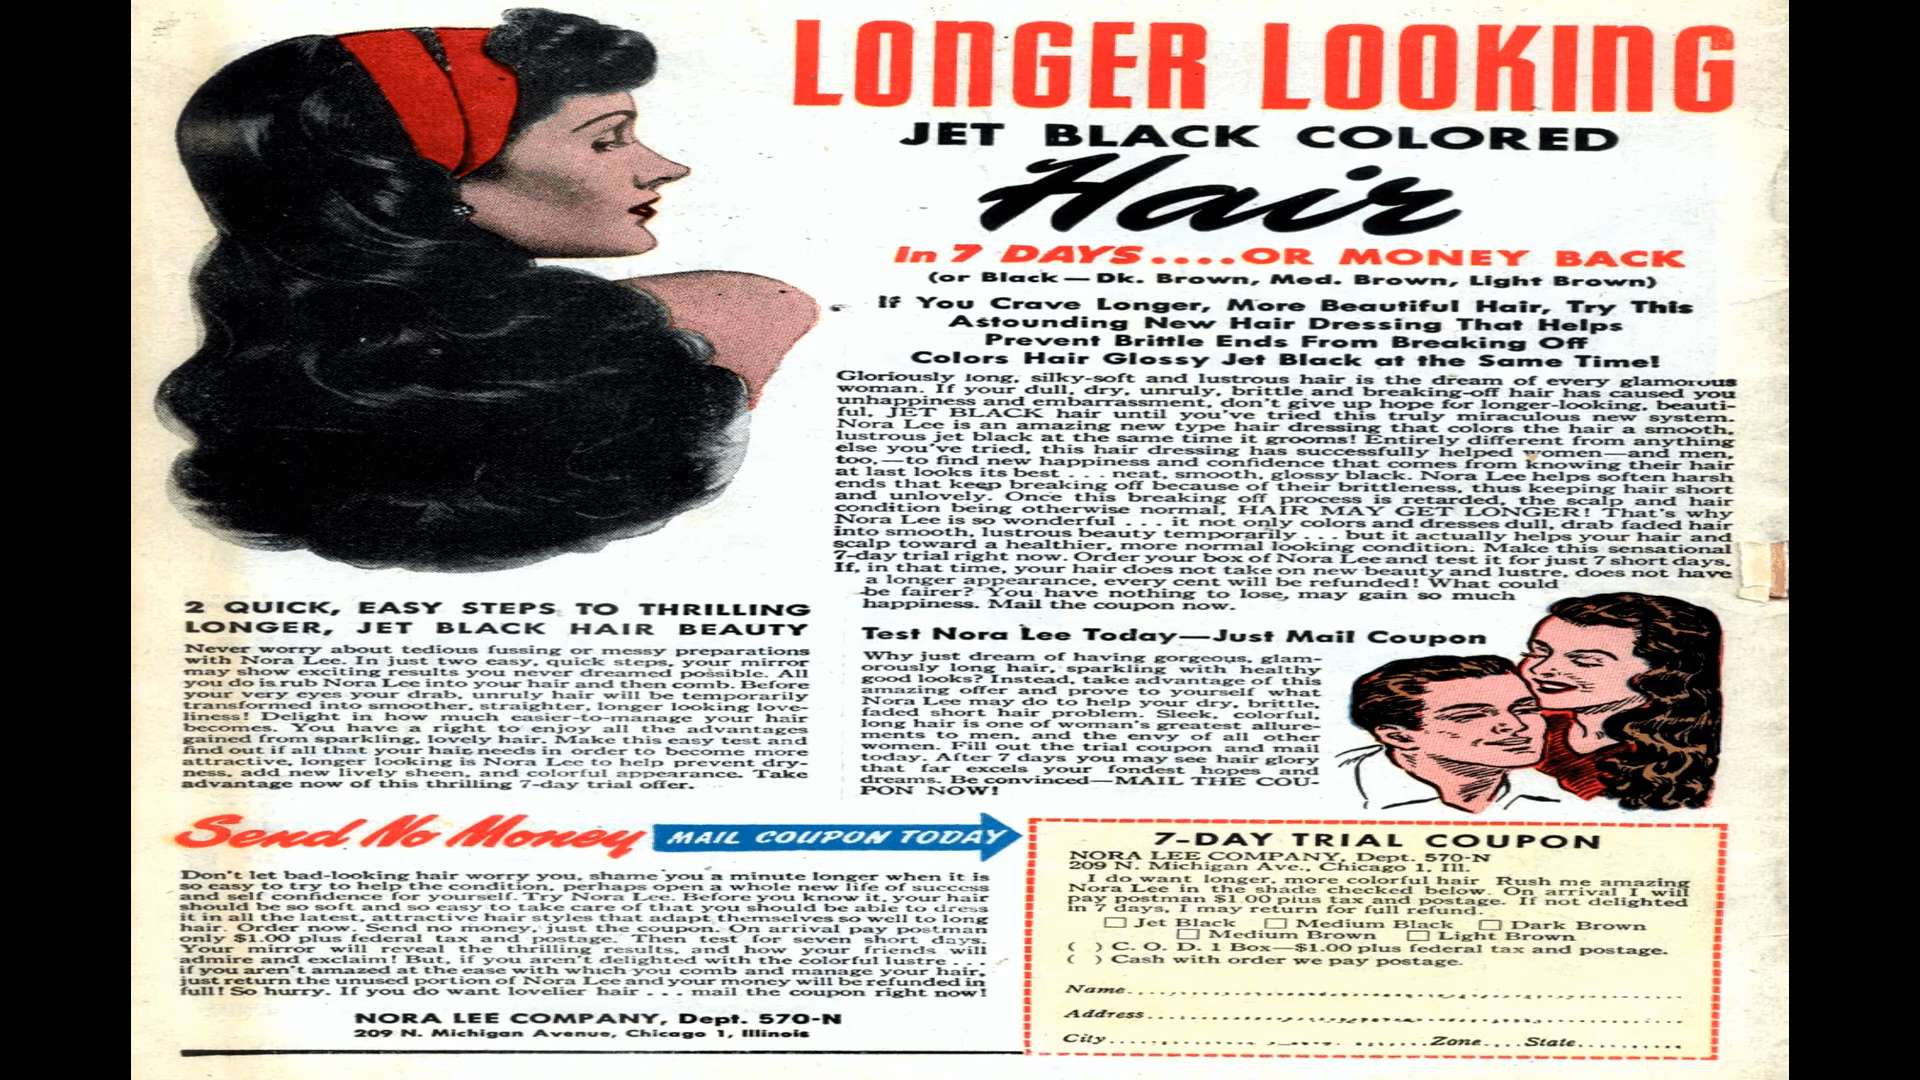 LONGER LOOKING
JET BLACK COLORED
Hair
In 7 DAYS....OR MONEY BACK
(or Black—Dk. Brown, Med. Brown, Light Brown)
If You Crave Longer, More Beautiful Hair, Try This
Astounding New Hair Dressing That Helps
Prevent Brittle Ends From Breaking Off
Colors Hair Glossy Jet Black at the Same Time!
Gloriously long, silky-soft and lustrous hair is the dream of every glamorous
woman. If your dull, dry, unruly, brittle and breaking-off hair has caused you
unhappiness and embarrassment, don't give up hope for longer-looking, beauti-
ful, JET BLACK hair until you've tried this truly miraculous new system.
Nora Lee is an amazing new type hair dressing that colors the hair a smooth,
lustrous jet black at the same time it grooms! Entirely different from anything
else you've tried, this hair dressing has successfully helped women—and men,
too,—to find new happiness and confidence that comes from knowing their hair
at last looks its best . . . neat, smooth, glossy black. Nora Lee helps soften harsh
ends that keep breaking off because of their brittleness, thus keeping hair short
and unlovely. Once this breaking off process is retarded, the scalp and hair
condition being otherwise normal, HAIR MAY GET LONGER! That's why
Nora Lee is so wonderful . . . it not only colors and dresses dull, drab faded hair
into smooth, lustrous beauty temporarily . . . but it actually helps your hair and
scalp toward a healthier, more normal looking condition. Make this sensational
7-day trial right now. Order your box of Nora Lee and test it for just 7 short days.
If, in that time, your hair does not take on new beauty and lustre, does not have
a longer appearance, every cent will be refunded! What could
be fairer? You have nothing to lose, may gain so much
happiness. Mail the coupon now.
2 QUICK, EASY STEPS TO THRILLING
LONGER, JET BLACK HAIR BEAUTY
Never worry about tedious fussing or messy preparations
with Nora Lee. In just two easy, quick steps, your mirror
may show exciting results you never dreamed possible. All
you do is rub Nora Lee into your hair and then comb. Before
your very eyes your drab, unruly hair will be temporarily
transformed into smoother, straighter, longer looking love-
liness! Delight in how much easier-to-manage your hair
becomes. You have a right to enjoy all the advantages
gained from sparkling, lovely hair. Make this easy test and
find out if all that your hair needs in order to become more
attractive, longer looking is Nora Lee to help prevent dry-
ness, add new lively sheen, and colorful appearance. Take
advantage now of this thrilling 7-day trial offer.
Test Nora Lee Today—Just Mail Coupon
Why just dream of having gorgeous, glam-
orously long hair, sparkling with healthy
good looks? Instead, take advantage of this
amazing offer and prove to yourself what
Nora Lee may do to help your dry, brittle,
faded short hair problem. Sleek, colorful,
long hair is one of woman's greatest allure-
ments to men, and the envy of all other
women. Fill out the trial coupon and mail
today. After 7 days you may see hair glory
that far excels your fondest hopes and
dreams. Be convinced—MAIL THE COU-
PON NOW!
Send No Money MAIL COUPON TODAY
Don't let bad-looking hair worry you, shame you a minute longer when it is
so easy to try to help the condition, perhaps open a whole new life of success
and self confidence for yourself. Try Nora Lee. Before you know it, your hair
should be so soft and so easy to take care of that you should be able to dress
it in all the latest, attractive hair styles that adapt themselves so well to long
hair. Order now. Send no money, just the coupon. On arrival pay postman
only $1.00 plus federal tax and postage. Then test for seven short days.
Your mirror will reveal the thrilling results, and how your friends will
admire and exclaim! But, if you aren't delighted with the colorful lustre . . .
if you aren't amazed at the ease with which you comb and manage your hair,
just return the unused portion of Nora Lee and your money will be refunded in
full! So hurry. If you do want lovelier hair . . . mail the coupon right now!
NORA LEE COMPANY, Dept. 570-N
209 N. Michigan Avenue, Chicago 1, Illinois
7-DAY TRIAL COUPON
NORA LEE COMPANY, Dept. 570-N
209 N. Michigan Ave., Chicago 1, Ill.
I do want longer, more colorful hair Rush me amazing
Nora Lee in the shade checked below. On arrival I will
pay postman $1.00 plus tax and postage. If not delighted
in 7 days, I may return for full refund.
Jet Black Medium Black Dark Brown
Medium Brown Light Brown
( ) C. O. D. 1 Box—$1.00 plus federal tax and postage.
( ) Cash with order we pay postage.
Name
Address
City Zone State